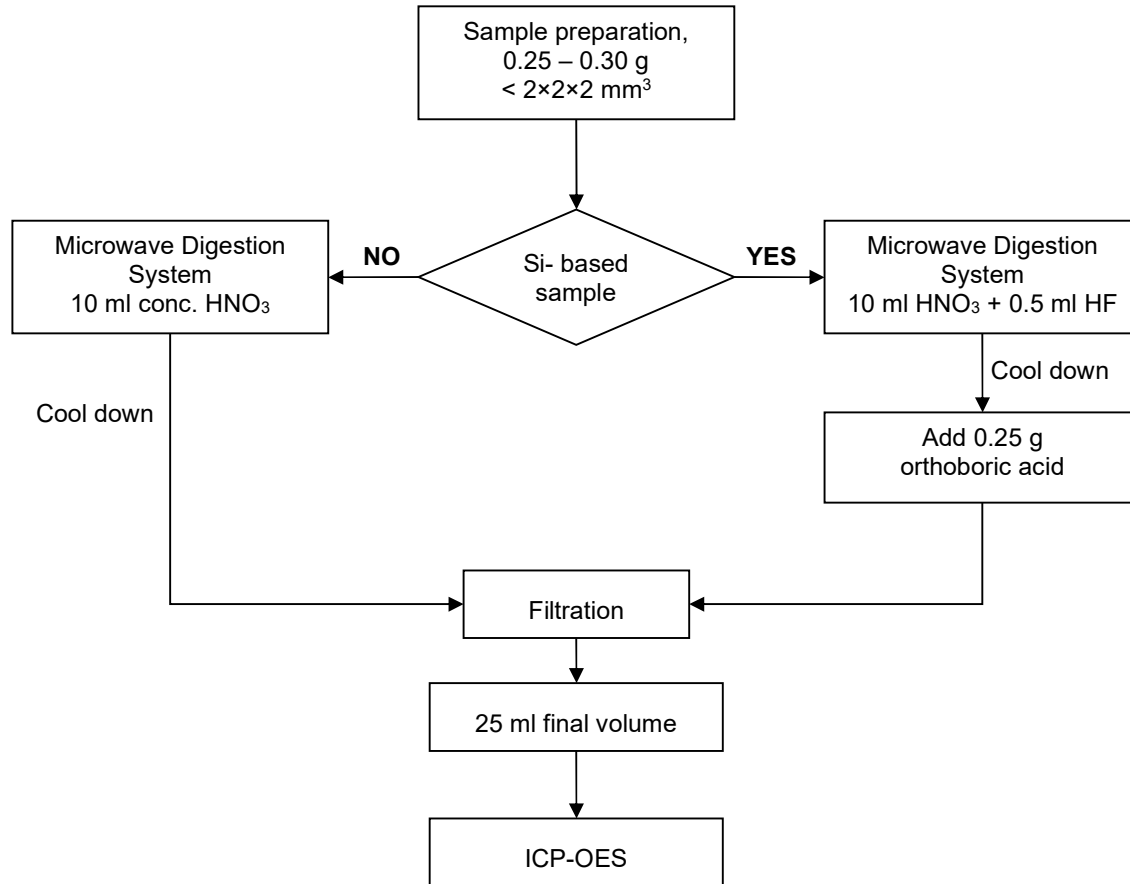 Sample preparation,
0.25 – 0.30 g
< 2×2×2 mm³
NO
Si- based
sample
YES
Microwave Digestion
System
10 ml conc. HNO₃
Microwave Digestion
System
10 ml HNO₃ + 0.5 ml HF
Cool down
Cool down
Add 0.25 g
orthoboric acid
Filtration
25 ml final volume
ICP-OES